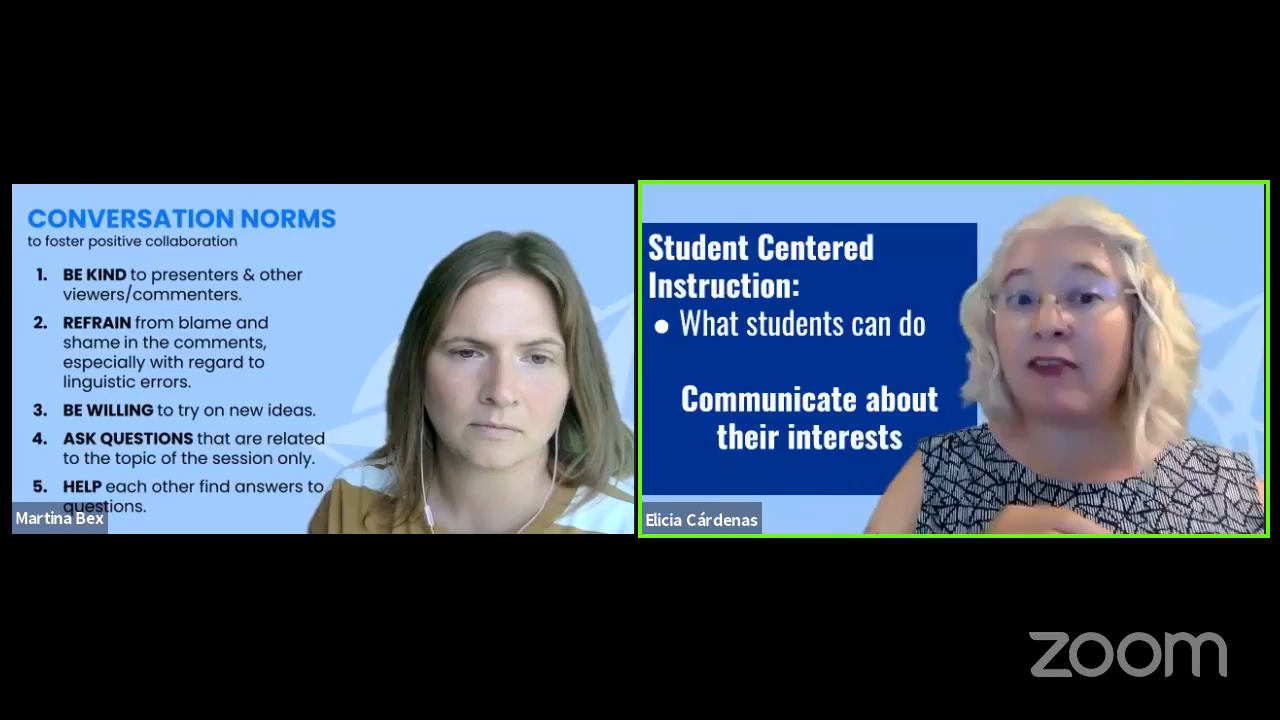 CONVERSATION NORMS
to foster positive collaboration
1. BE KIND to presenters & other
viewers/commenters.
2. REFRAIN from blame and
shame in the comments,
especially with regard to
linguistic errors.
3. BE WILLING to try on new ideas.
4. ASK QUESTIONS that are related
to the topic of the session only.
5. HELP each other find answers to
questions.
Martina Bex
Student Centered
Instruction:
● What students can do
Communicate about
their interests
Elicia Cárdenas
zoom